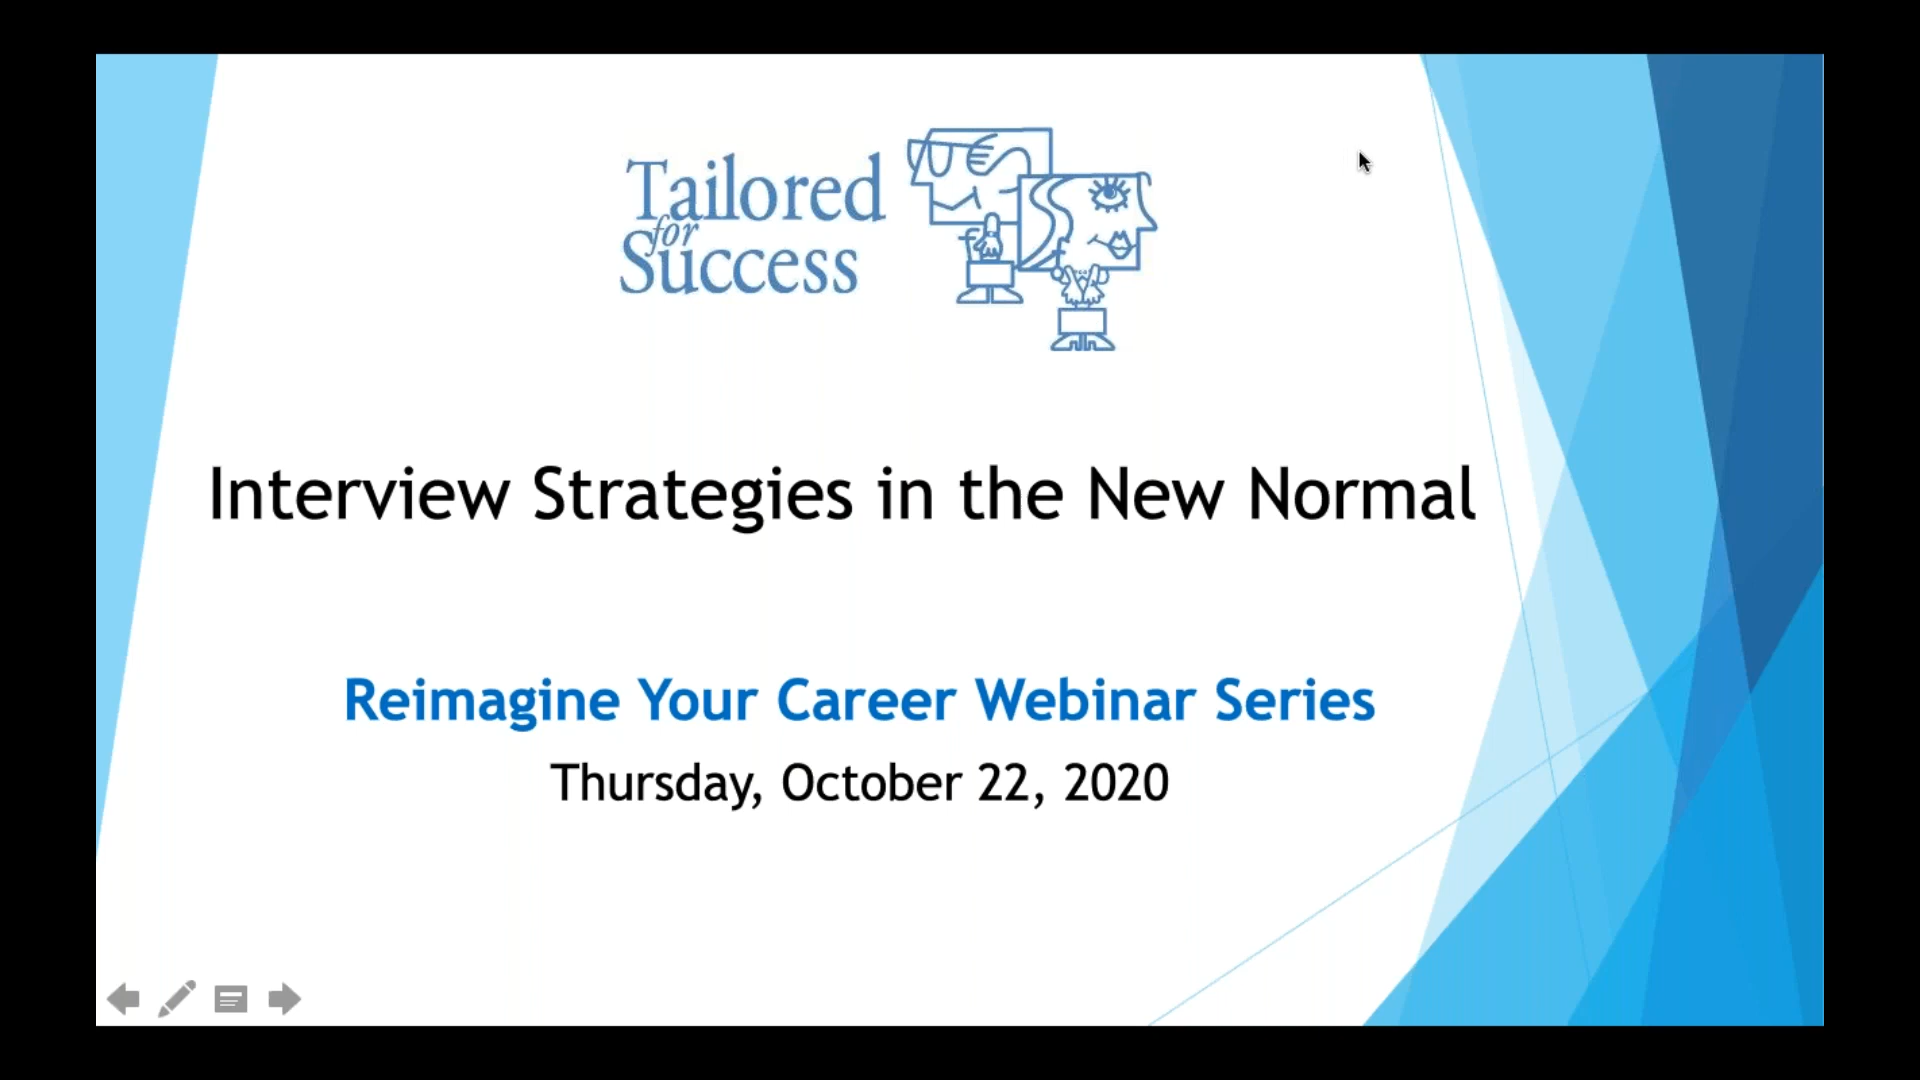 Tailored
for
Success
Interview Strategies in the New Normal
Reimagine Your Career Webinar Series
Thursday, October 22, 2020